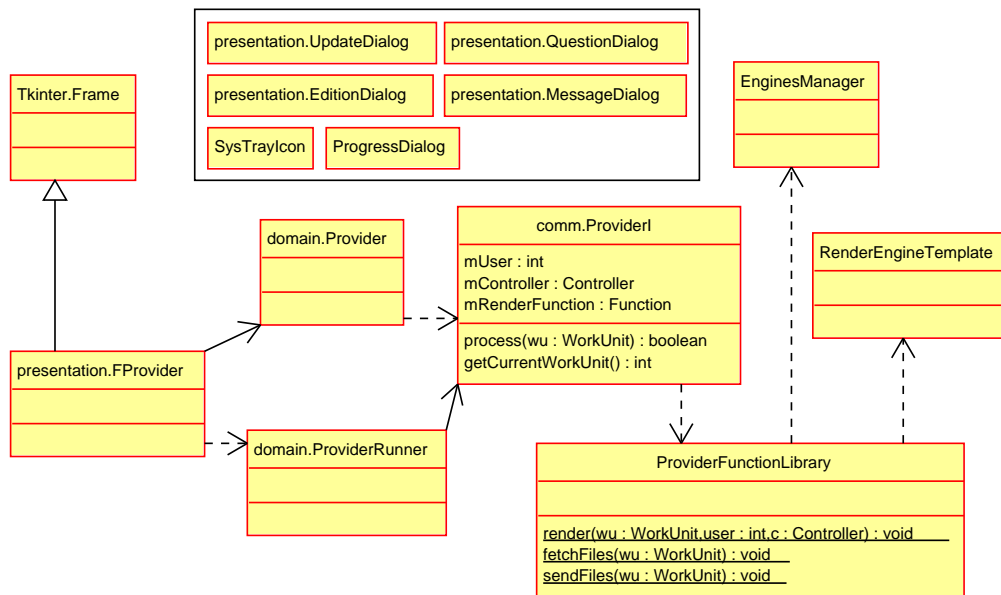 presentation.UpdateDialog
presentation.QuestionDialog
presentation.EditionDialog
presentation.MessageDialog
SysTrayIcon
ProgressDialog
Tkinter.Frame
EnginesManager
domain.Provider
comm.ProviderI
mUser : int
mController : Controller
mRenderFunction : Function
process(wu : WorkUnit) : boolean
getCurrentWorkUnit() : int
RenderEngineTemplate
presentation.FProvider
domain.ProviderRunner
ProviderFunctionLibrary
render(wu : WorkUnit,user : int,c : Controller) : void
fetchFiles(wu : WorkUnit) : void
sendFiles(wu : WorkUnit) : void